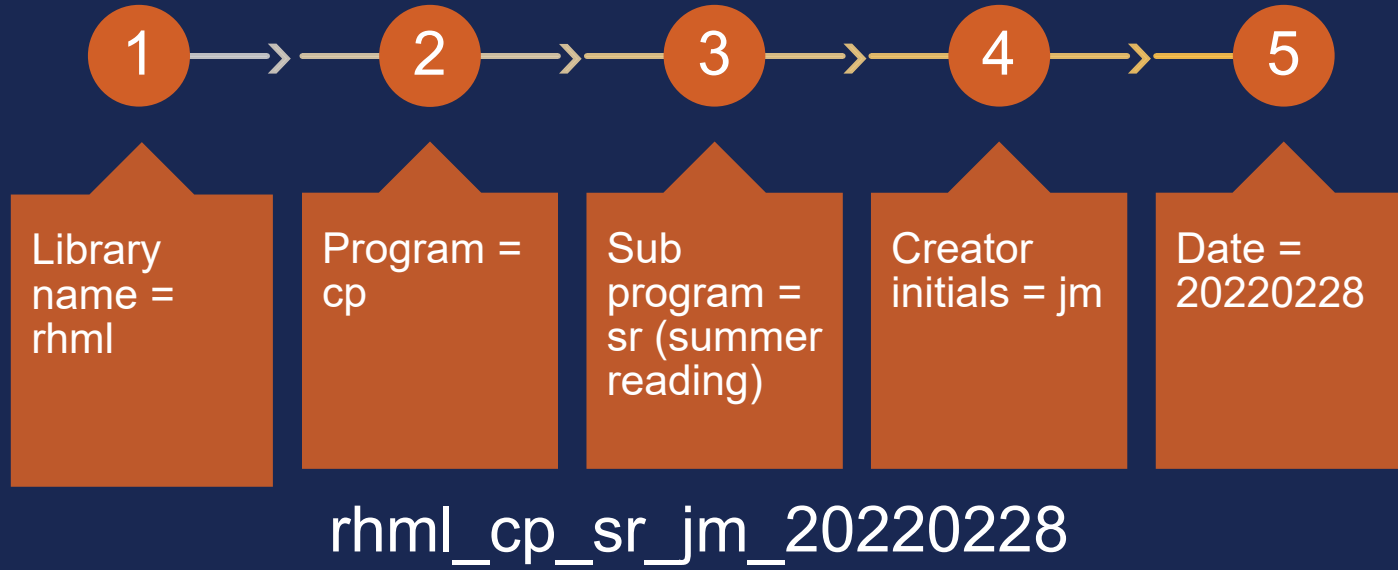 1
2
3
4
5
Library
name =
rhml
Program =
cp
Sub
program =
sr (summer
reading)
Creator
initials = jm
Date =
20220228
rhml_cp_sr_jm_20220228